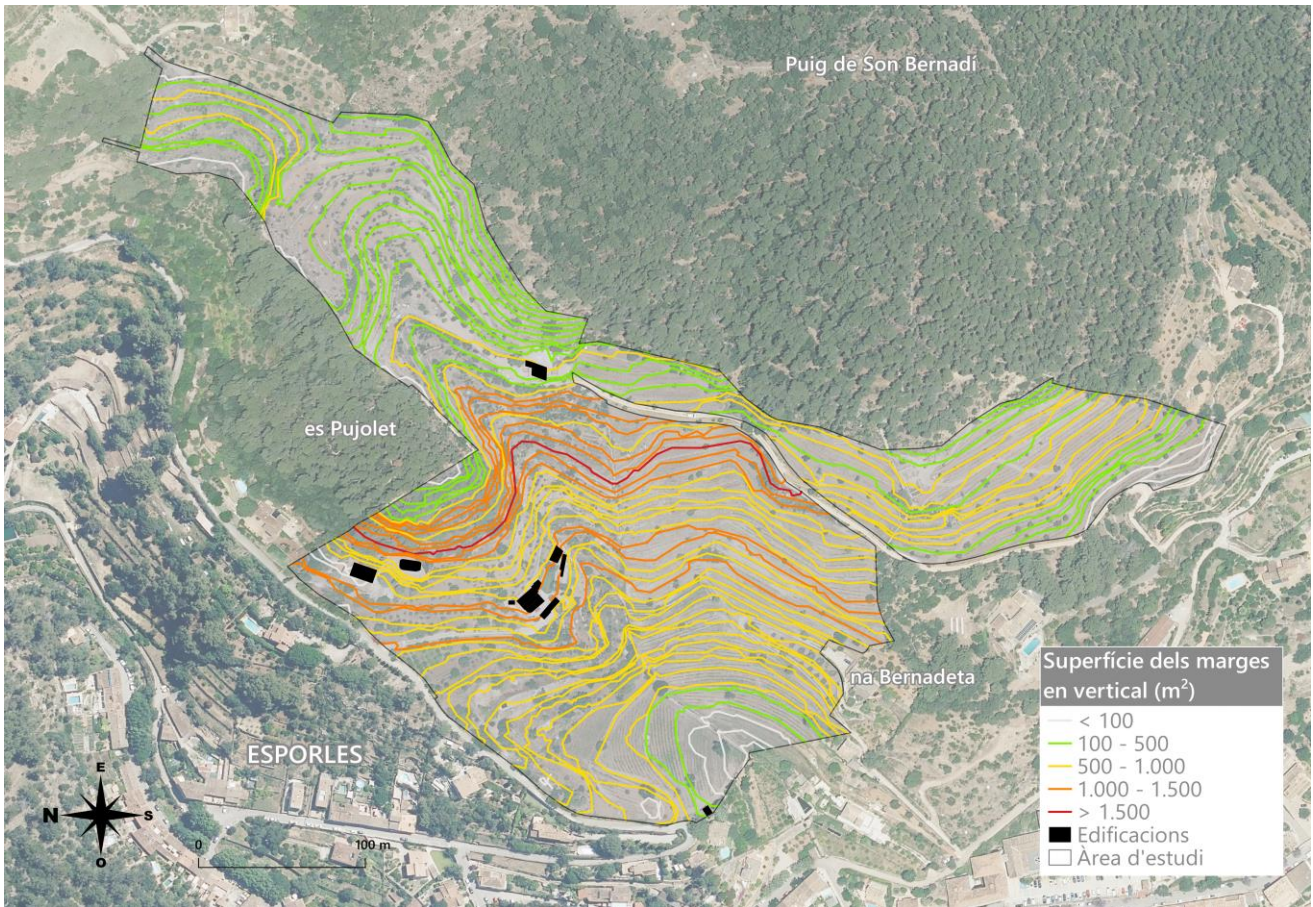 Puig de Son Bernadí
es Pujolet
na Bernadeta
ESPORLES
E
N
S
O
0 100 m
Superfície dels marges
en vertical (m²)
< 100
100 - 500
500 - 1.000
1.000 - 1.500
> 1.500
Edificacions
Àrea d'estudi